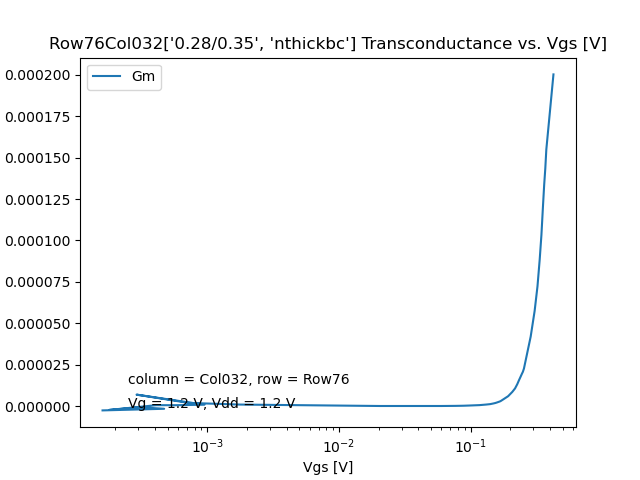 Row76Col032['0.28/0.35', 'nthickbc'] Transconductance vs. Vgs [V]
Gm
0.000200
0.000175
0.000150
0.000125
0.000100
0.000075
0.000050
0.000025
0.000000
column = Col032, row = Row76
Vg = 1.2 V, Vdd = 1.2 V
10⁻³
10⁻²
10⁻¹
Vgs [V]